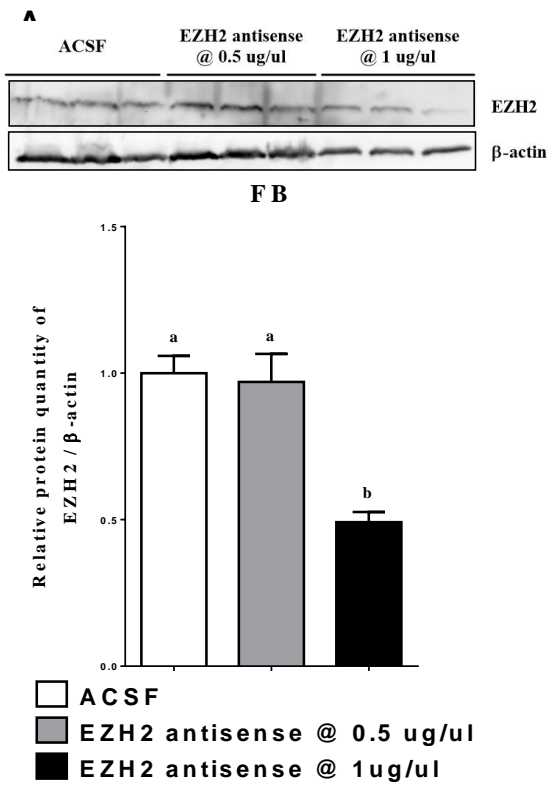 A
ACSF
EZH2 antisense
@ 0.5 ug/ul
EZH2 antisense
@ 1 ug/ul
EZH2
β-actin
F B
Relative protein quantity of
EZH2 / β-actin
1.5
1.0
0.5
0.0
a
a
b
ACSF
EZH2 antisense @ 0.5 ug/ul
EZH2 antisense @ 1ug/ul